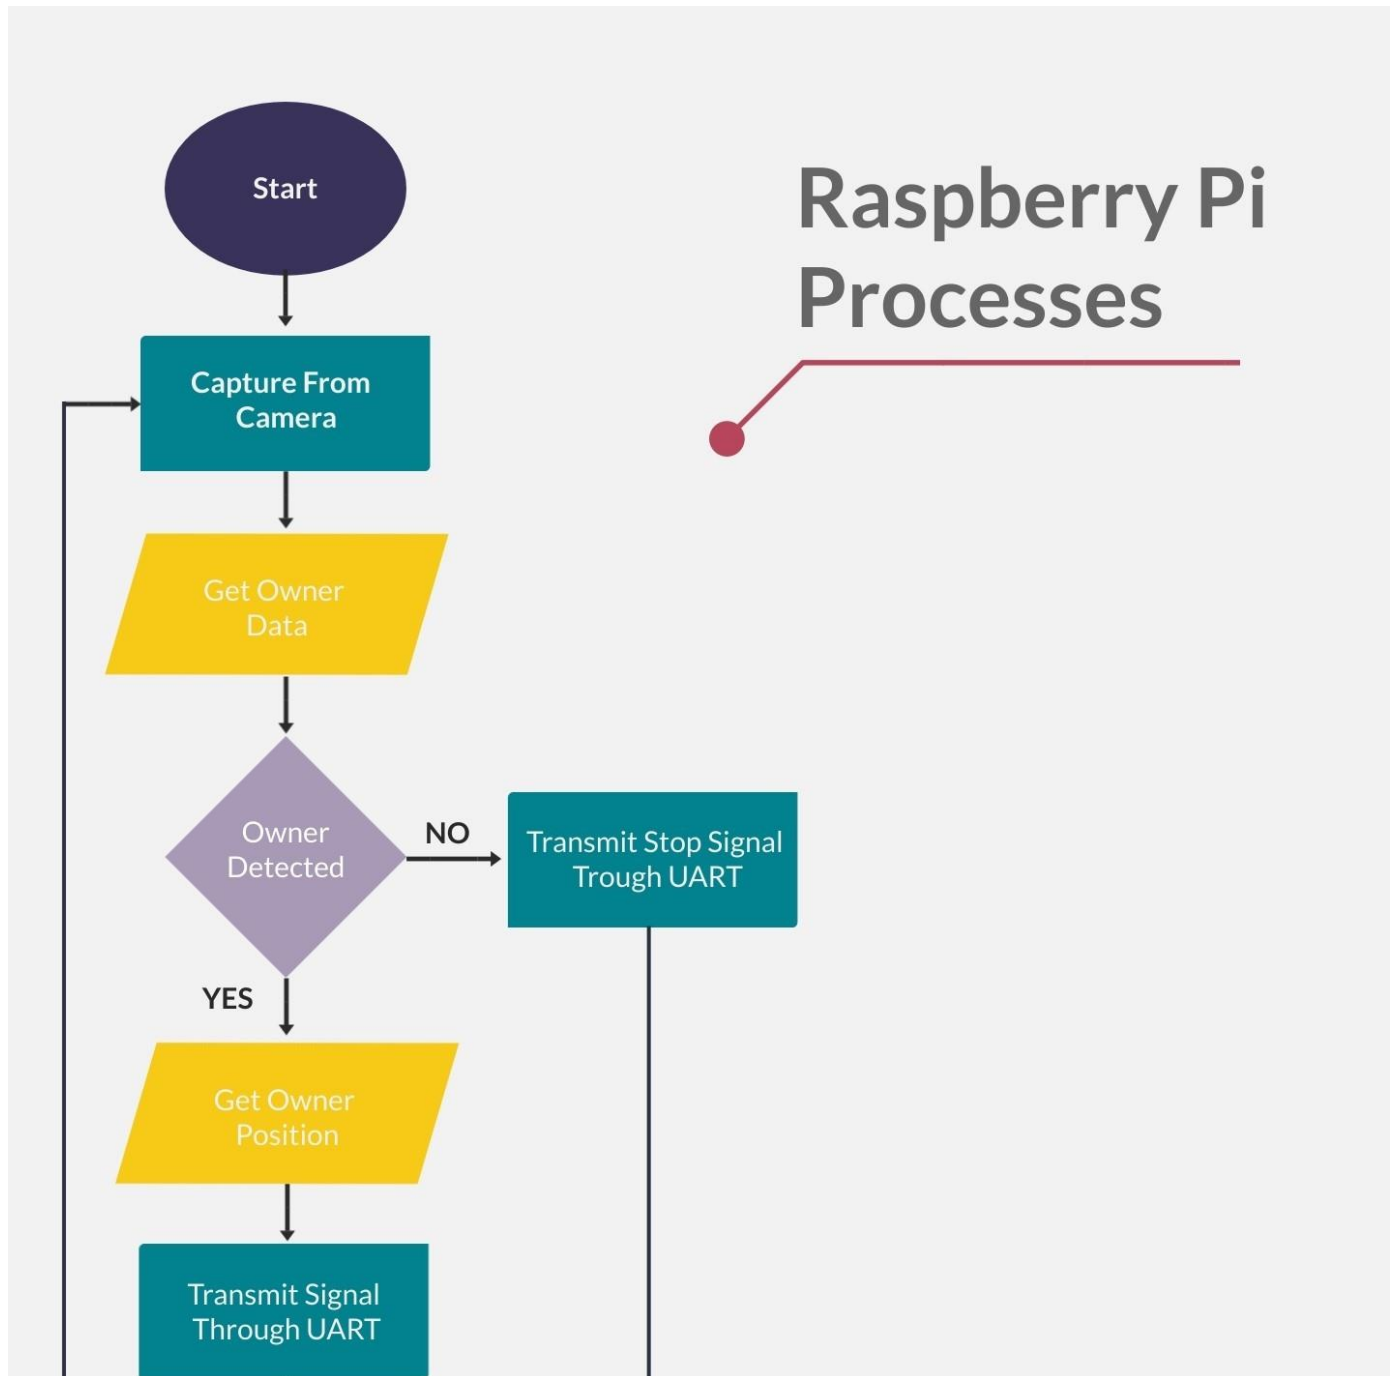 Raspberry Pi
Processes
Start
Capture From
Camera
Get Owner
Data
Owner
Detected
NO
Transmit Stop Signal
Trough UART
YES
Get Owner
Position
Transmit Signal
Through UART